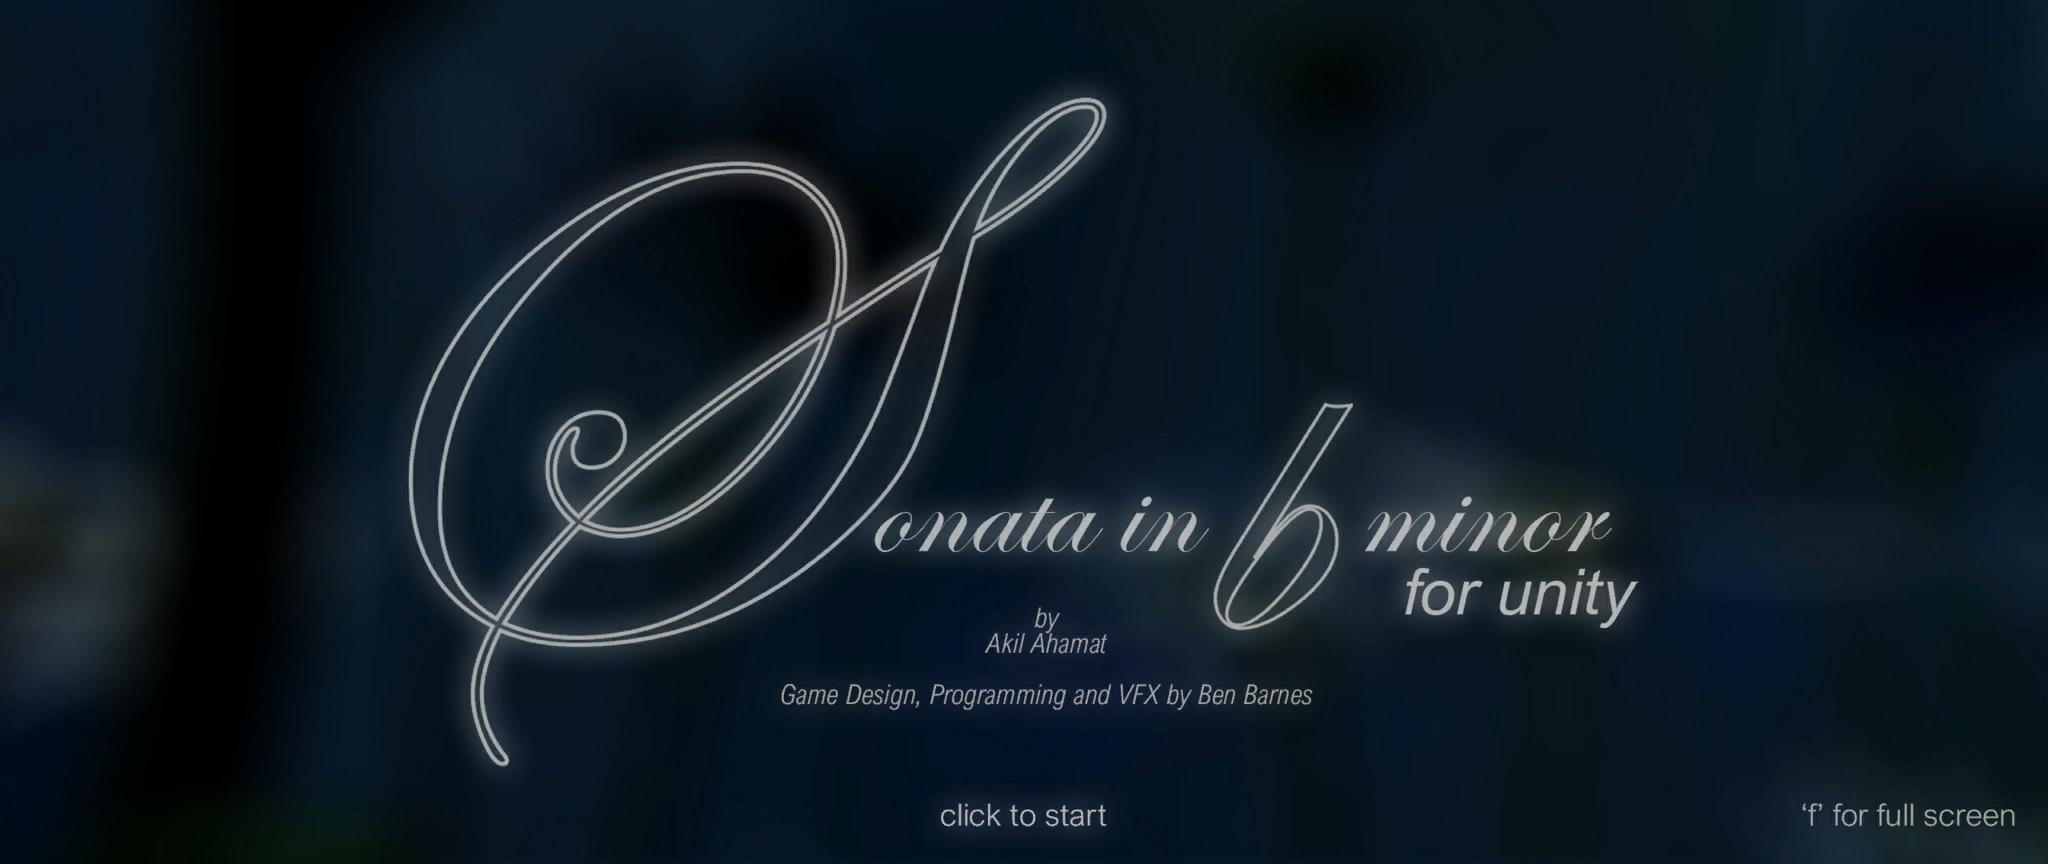 Sonata in b minor
for unity
by
Akil Ahamat
Game Design, Programming and VFX by Ben Barnes
click to start
'f' for full screen